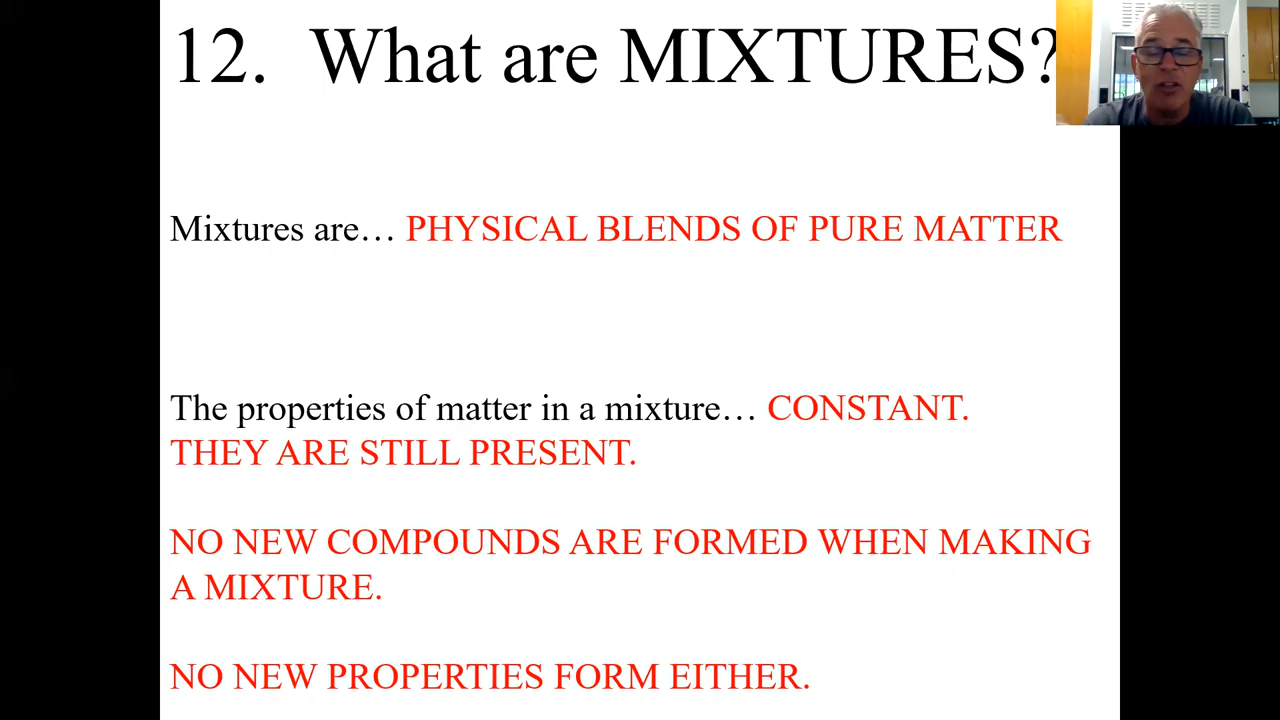 12. What are MIXTURES?
Mixtures are… PHYSICAL BLENDS OF PURE MATTER
The properties of matter in a mixture… CONSTANT.
THEY ARE STILL PRESENT.
NO NEW COMPOUNDS ARE FORMED WHEN MAKING
A MIXTURE.
NO NEW PROPERTIES FORM EITHER.